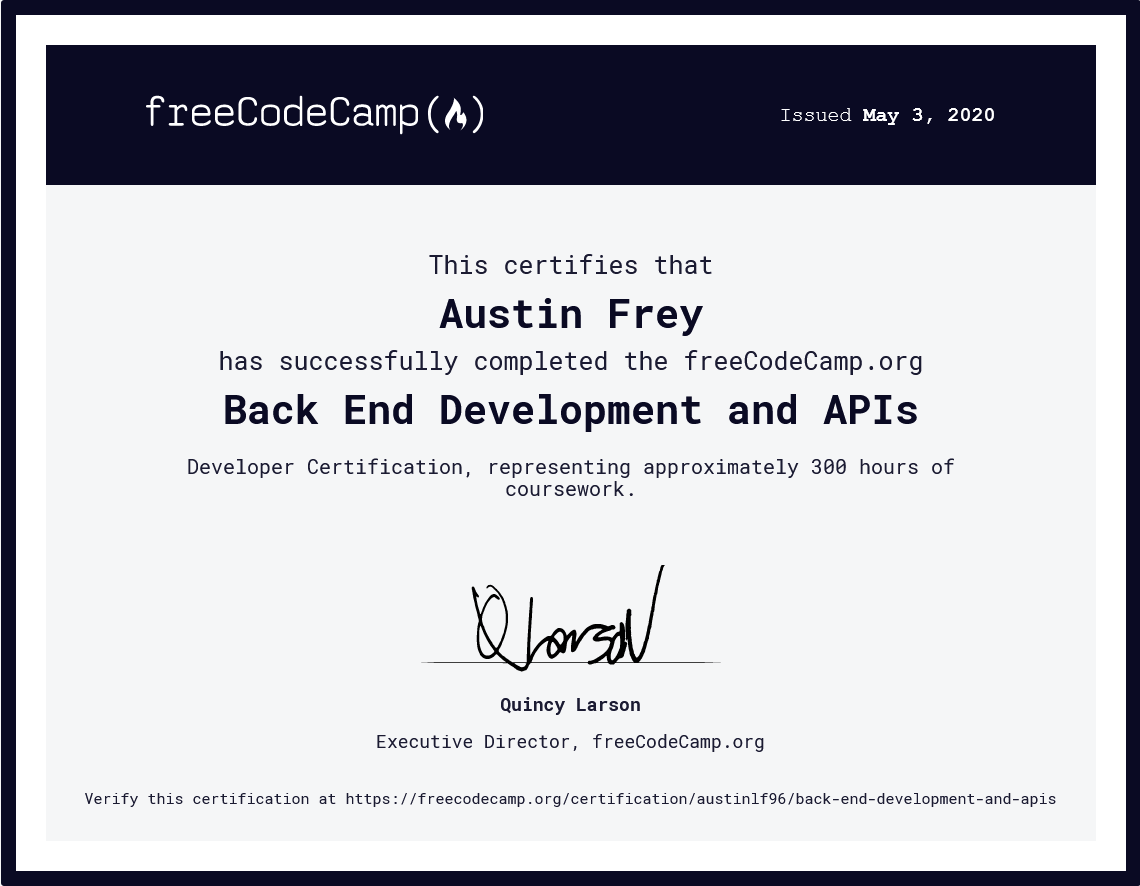 freeCodeCamp
Issued May 3, 2020
This certifies that
Austin Frey
has successfully completed the freeCodeCamp.org
Back End Development and APIs
Developer Certification, representing approximately 300 hours of
coursework.
Q Larson
Quincy Larson
Executive Director, freeCodeCamp.org
Verify this certification at https://freecodecamp.org/certification/austinlf96/back-end-development-and-apis